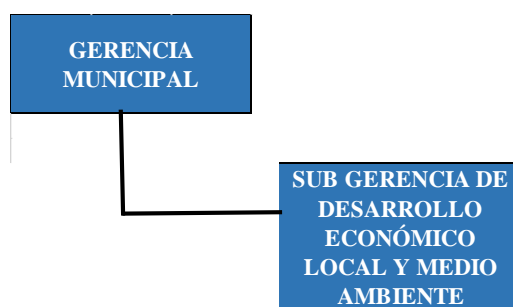 GERENCIA
MUNICIPAL
SUB GERENCIA DE
DESARROLLO
ECONÓMICO
LOCAL Y MEDIO
AMBIENTE